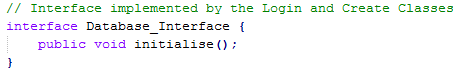 // Interface implemented by the Login and Create Classes
interface Database_Interface {
    public void initialise();
}